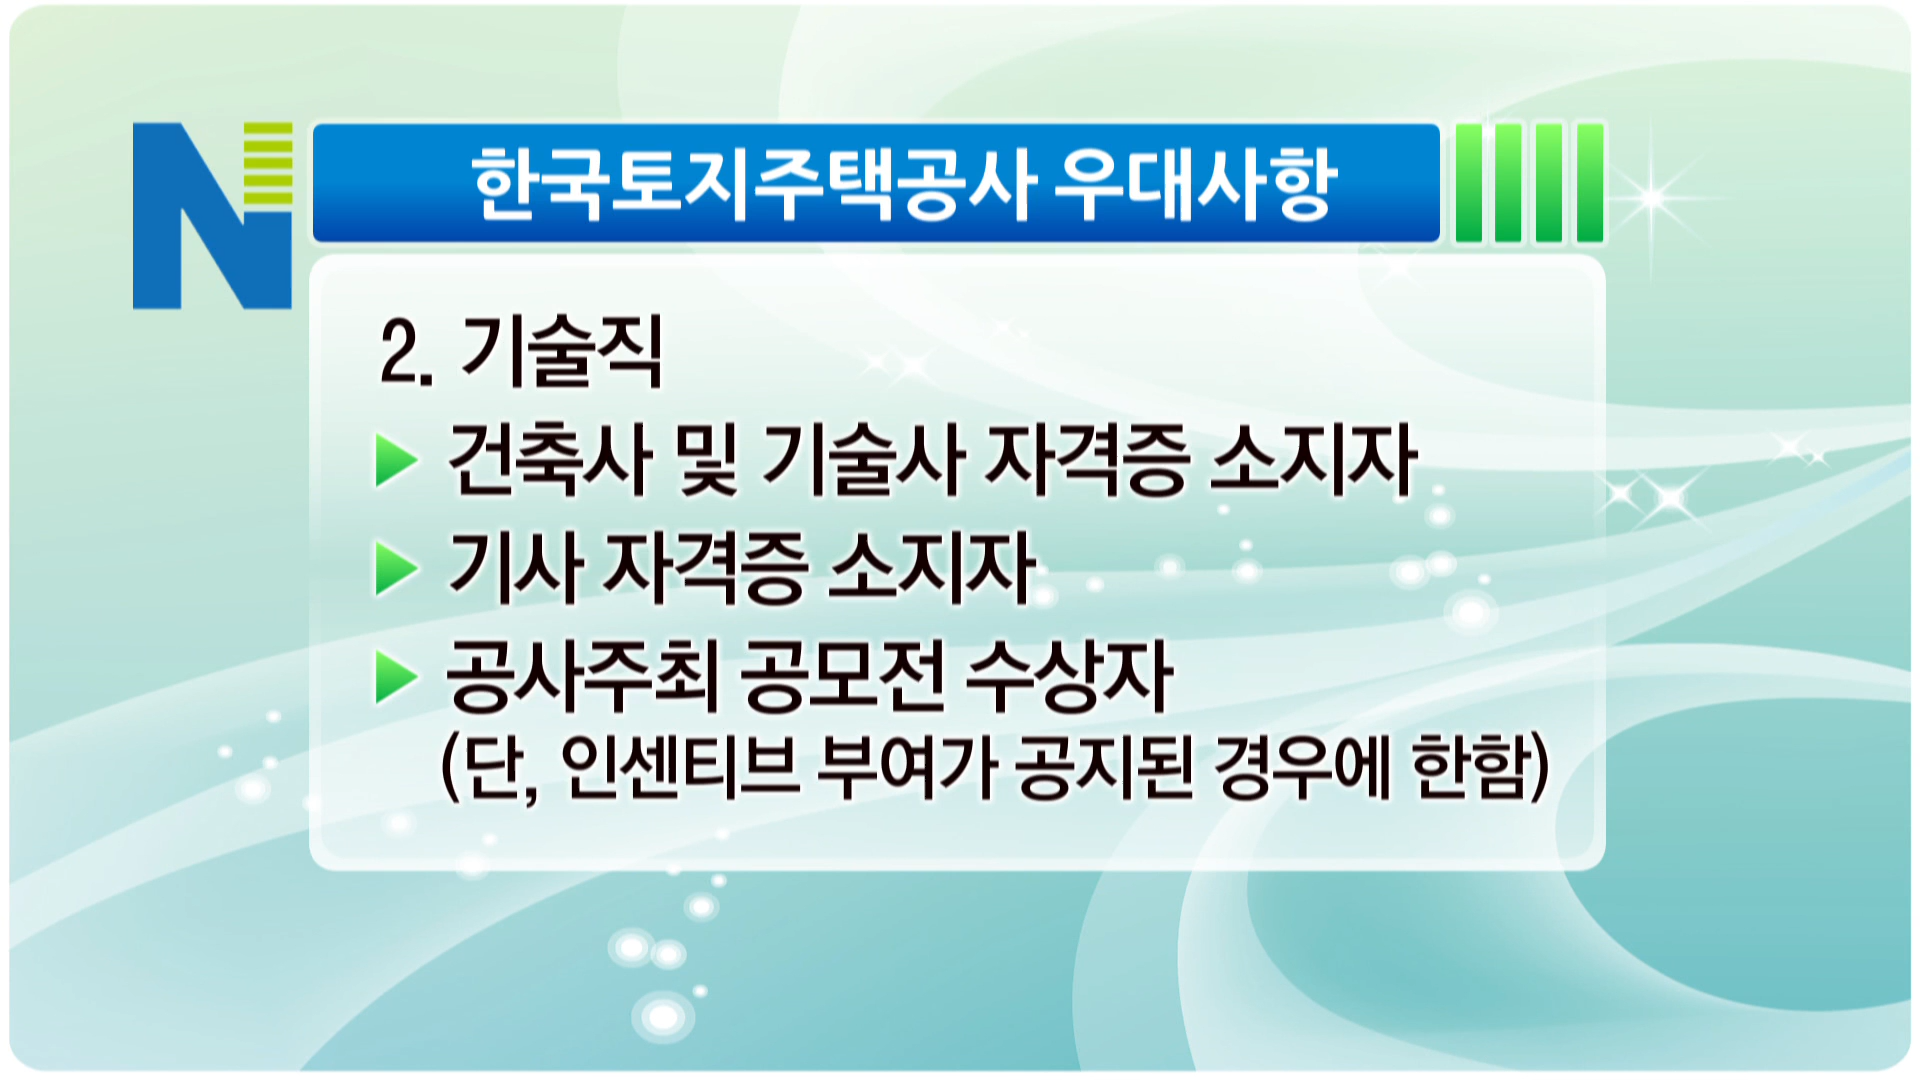 N
한국토지주택공사 우대사항
2. 기술직
건축사 및 기술사 자격증 소지자
기사 자격증 소지자
공사주최 공모전 수상자
(단, 인센티브 부여가 공지된 경우에 한함)